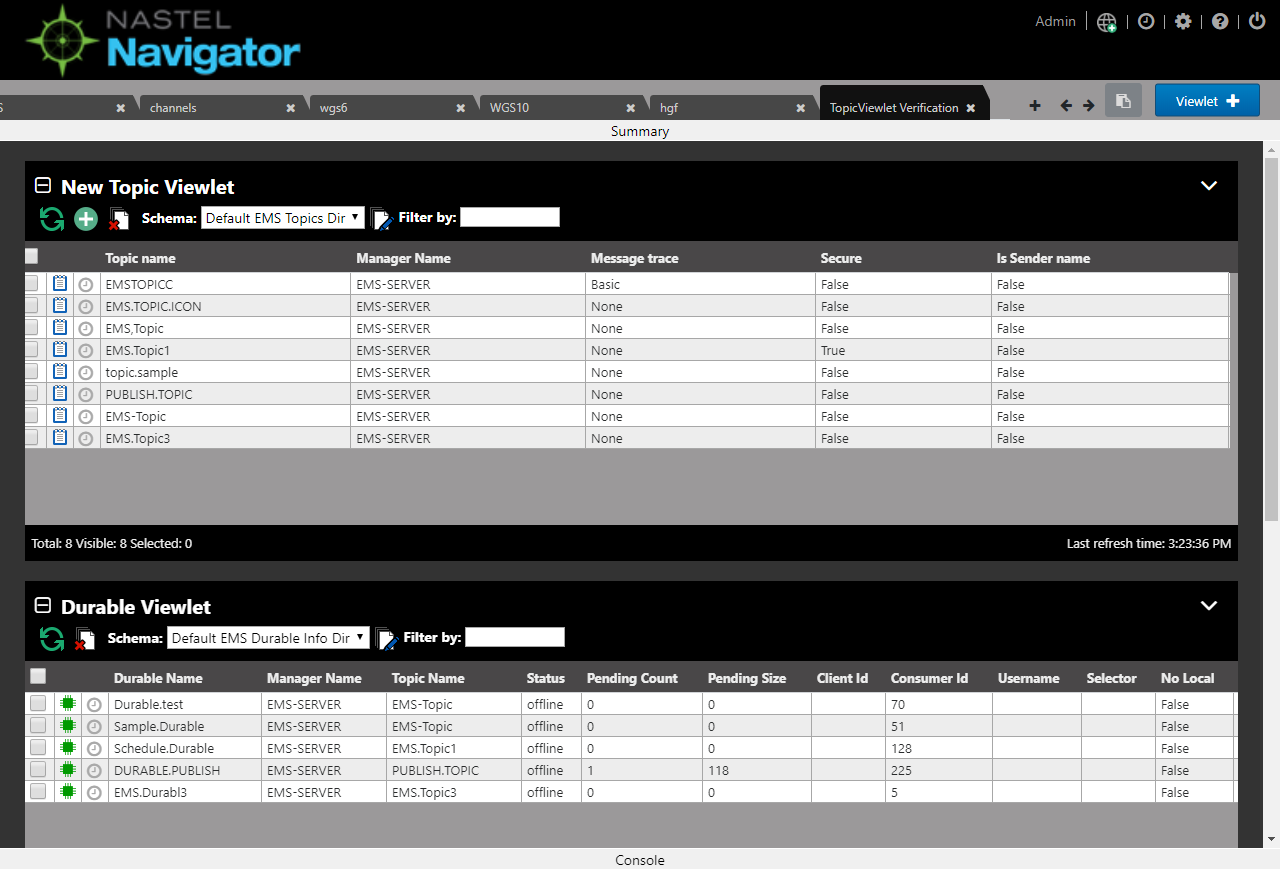 NASTEL
Navigator
Admin
S channels wgs6 WGS10 hgf TopicViewlet Verification Viewlet
Summary
New Topic Viewlet
Schema: Default EMS Topics Dir Filter by:
Topic name Manager Name Message trace Secure Is Sender name
EMSTOPICC EMS-SERVER Basic False False
EMS.TOPIC.ICON EMS-SERVER None False False
EMS,Topic EMS-SERVER None False False
EMS.Topic1 EMS-SERVER None True False
topic.sample EMS-SERVER None False False
PUBLISH.TOPIC EMS-SERVER None False False
EMS-Topic EMS-SERVER None False False
EMS.Topic3 EMS-SERVER None False False
Total: 8 Visible: 8 Selected: 0 Last refresh time: 3:23:36 PM
Durable Viewlet
Schema: Default EMS Durable Info Dir Filter by:
Durable Name Manager Name Topic Name Status Pending Count Pending Size Client Id Consumer Id Username Selector No Local
Durable.test EMS-SERVER EMS-Topic offline 0 0 70 False
Sample.Durable EMS-SERVER EMS-Topic offline 0 0 51 False
Schedule.Durable EMS-SERVER EMS.Topic1 offline 0 0 128 False
DURABLE.PUBLISH EMS-SERVER PUBLISH.TOPIC offline 1 118 225 False
EMS.Durabl3 EMS-SERVER EMS.Topic3 offline 0 0 5 False
Console